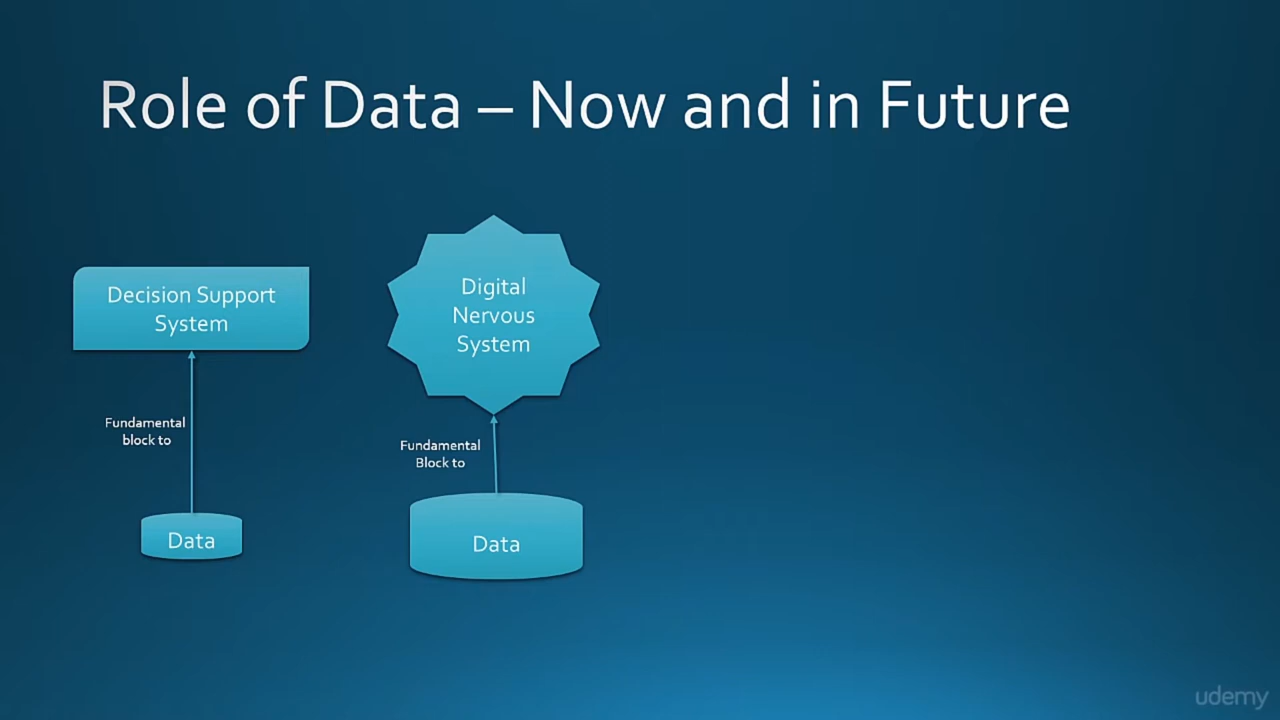 Role of Data – Now and in Future
Decision Support
System
Fundamental
block to
Data
Digital
Nervous
System
Fundamental
Block to
Data
udemy